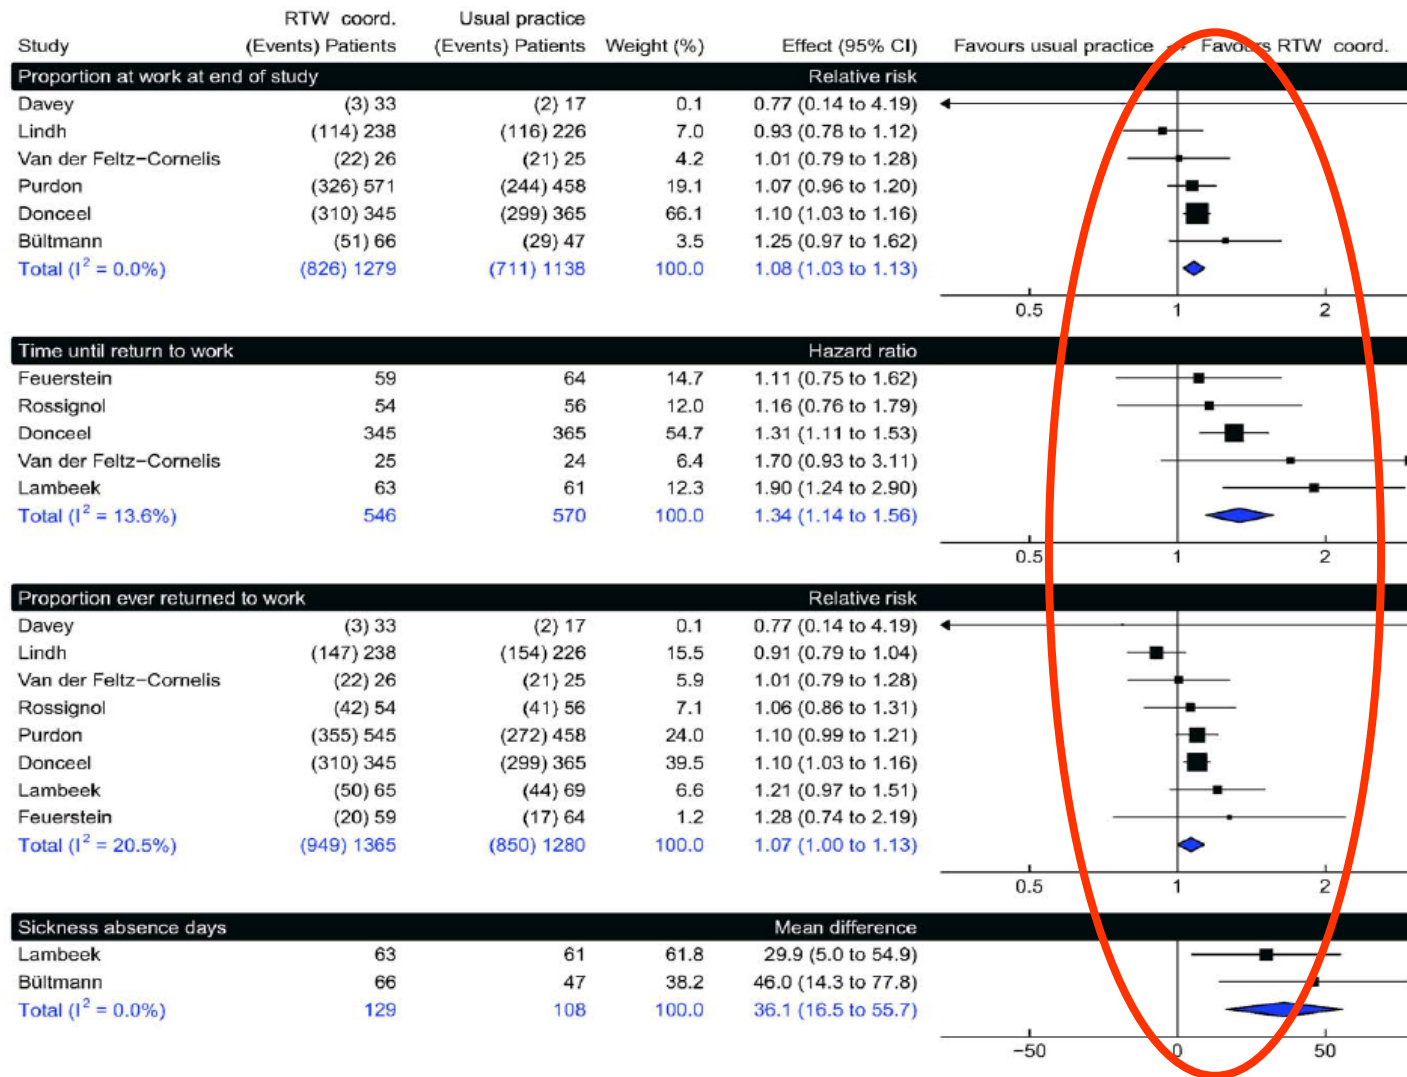 RTW coord. Usual practice
Study (Events) Patients (Events) Patients Weight (%) Effect (95% CI) Favours usual practice Favours RTW coord.
Proportion at work at end of study Relative risk
Davey (3) 33 (2) 17 0.1 0.77 (0.14 to 4.19)
Lindh (114) 238 (116) 226 7.0 0.93 (0.78 to 1.12)
Van der Feltz−Cornelis (22) 26 (21) 25 4.2 1.01 (0.79 to 1.28)
Purdon (326) 571 (244) 458 19.1 1.07 (0.96 to 1.20)
Donceel (310) 345 (299) 365 66.1 1.10 (1.03 to 1.16)
Bültmann (51) 66 (29) 47 3.5 1.25 (0.97 to 1.62)
Total (I² = 0.0%) (826) 1279 (711) 1138 100.0 1.08 (1.03 to 1.13)
0.5 1 2
Time until return to work Hazard ratio
Feuerstein 59 64 14.7 1.11 (0.75 to 1.62)
Rossignol 54 56 12.0 1.16 (0.76 to 1.79)
Donceel 345 365 54.7 1.31 (1.11 to 1.53)
Van der Feltz−Cornelis 25 24 6.4 1.70 (0.93 to 3.11)
Lambeek 63 61 12.3 1.90 (1.24 to 2.90)
Total (I² = 13.6%) 546 570 100.0 1.34 (1.14 to 1.56)
0.5 1 2
Proportion ever returned to work Relative risk
Davey (3) 33 (2) 17 0.1 0.77 (0.14 to 4.19)
Lindh (147) 238 (154) 226 15.5 0.91 (0.79 to 1.04)
Van der Feltz−Cornelis (22) 26 (21) 25 5.9 1.01 (0.79 to 1.28)
Rossignol (42) 54 (41) 56 7.1 1.06 (0.86 to 1.31)
Purdon (355) 545 (272) 458 24.0 1.10 (0.99 to 1.21)
Donceel (310) 345 (299) 365 39.5 1.10 (1.03 to 1.16)
Lambeek (50) 65 (44) 69 6.6 1.21 (0.97 to 1.51)
Feuerstein (20) 59 (17) 64 1.2 1.28 (0.74 to 2.19)
Total (I² = 20.5%) (949) 1365 (850) 1280 100.0 1.07 (1.00 to 1.13)
0.5 1 2
Sickness absence days Mean difference
Lambeek 63 61 61.8 29.9 (5.0 to 54.9)
Bültmann 66 47 38.2 46.0 (14.3 to 77.8)
Total (I² = 0.0%) 129 108 100.0 36.1 (16.5 to 55.7)
−50 0 50